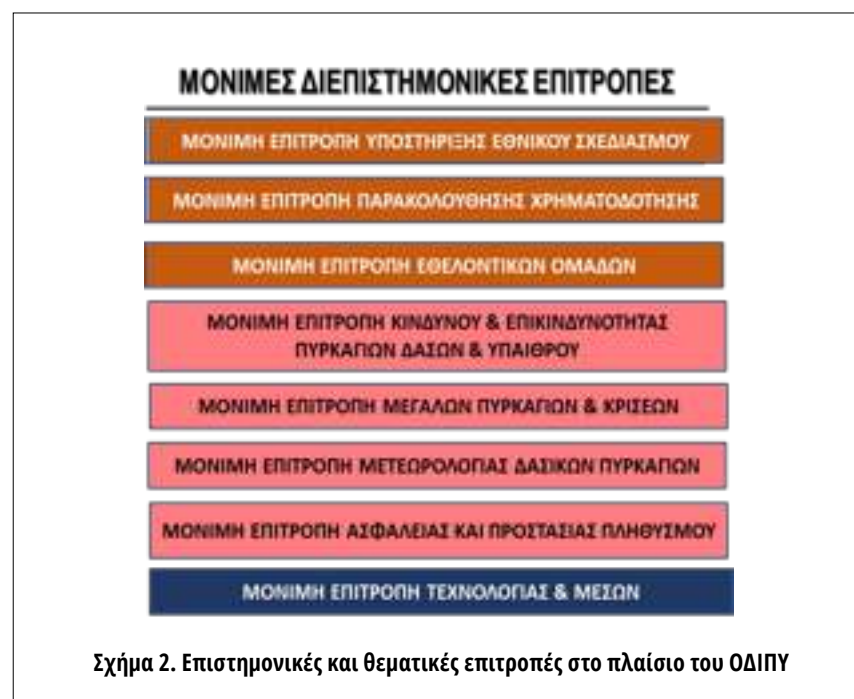 ΜΟΝΙΜΕΣ ΔΙΕΠΙΣΤΗΜΟΝΙΚΕΣ ΕΠΙΤΡΟΠΕΣ
ΜΟΝΙΜΗ ΕΠΙΤΡΟΠΗ ΥΠΟΣΤΗΡΙΞΗΣ ΕΘΝΙΚΟΥ ΣΧΕΔΙΑΣΜΟΥ
ΜΟΝΙΜΗ ΕΠΙΤΡΟΠΗ ΠΑΡΑΚΟΛΟΥΘΗΣΗΣ ΧΡΗΜΑΤΟΔΟΤΗΣΗΣ
ΜΟΝΙΜΗ ΕΠΙΤΡΟΠΗ ΕΘΕΛΟΝΤΙΚΩΝ ΟΜΑΔΩΝ
ΜΟΝΙΜΗ ΕΠΙΤΡΟΠΗ ΚΙΝΔΥΝΟΥ & ΕΠΙΚΙΝΔΥΝΟΤΗΤΑΣ
ΠΥΡΚΑΓΙΩΝ ΔΑΣΩΝ & ΥΠΑΙΘΡΟΥ
ΜΟΝΙΜΗ ΕΠΙΤΡΟΠΗ ΜΕΓΑΛΩΝ ΠΥΡΚΑΓΙΩΝ & ΚΡΙΣΕΩΝ
ΜΟΝΙΜΗ ΕΠΙΤΡΟΠΗ ΜΕΤΕΩΡΟΛΟΓΙΑΣ ΔΑΣΙΚΩΝ ΠΥΡΚΑΓΙΩΝ
ΜΟΝΙΜΗ ΕΠΙΤΡΟΠΗ ΑΣΦΑΛΕΙΑΣ ΚΑΙ ΠΡΟΣΤΑΣΙΑΣ ΠΛΗΘΥΣΜΟΥ
ΜΟΝΙΜΗ ΕΠΙΤΡΟΠΗ ΤΕΧΝΟΛΟΓΙΑΣ & ΜΕΣΩΝ
Σχήμα 2. Επιστημονικές και θεματικές επιτροπές στο πλαίσιο του ΟΔΙΠΥ